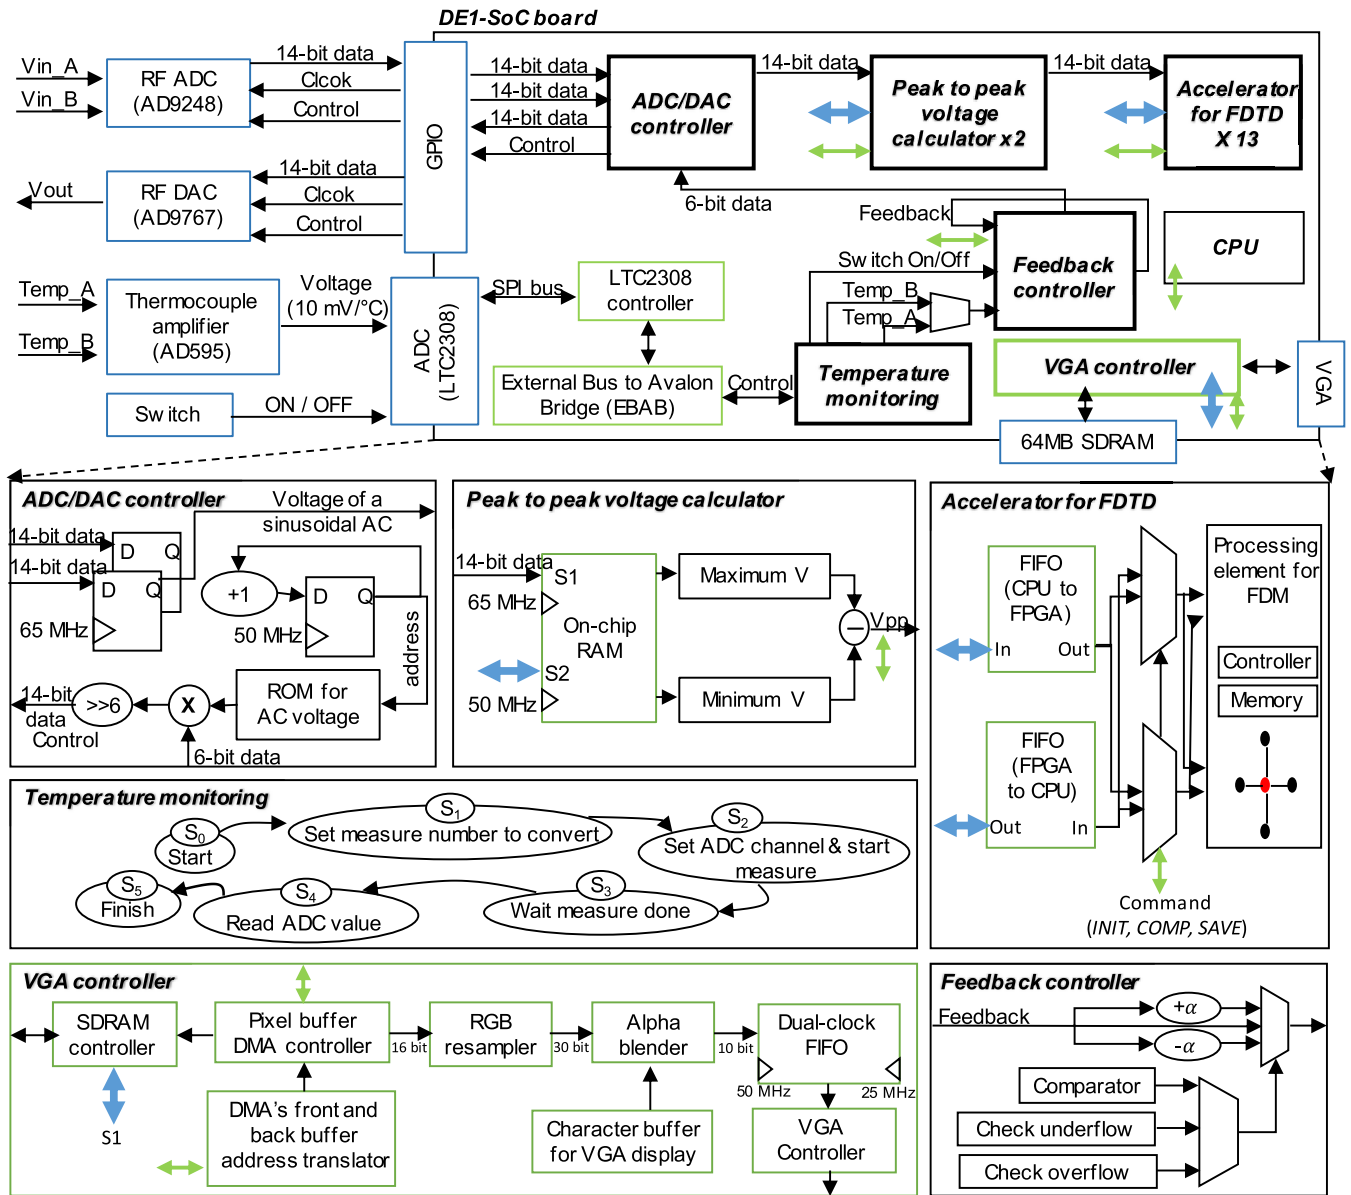 DE1-SoC board
Vin_A
Vin_B
RF ADC
(AD9248)
14-bit data
Clcok
Control
GPIO
14-bit data
14-bit data
14-bit data
Control
ADC/DAC
controller
14-bit data
Peak to peak
voltage
calculator x2
14-bit data
Accelerator
for FDTD
X 13
Vout
RF DAC
(AD9767)
14-bit data
Clcok
Control
6-bit data
Feedback
Feedback
controller
CPU
Switch On/Off
Temp_B
Temp_A
Temp_A
Temp_B
Thermocouple
amplifier
(AD595)
Voltage
(10 mV/°C)
ADC
(LTC2308)
SPI bus
LTC2308
controller
External Bus to Avalon
Bridge (EBAB)
Control
Temperature
monitoring
VGA controller
VGA
64MB SDRAM
Switch
ON / OFF
ADC/DAC controller
Voltage of a
sinusoidal AC
14-bit data
14-bit data
D
Q
D
Q
65 MHz
+1
D
Q
50 MHz
address
14-bit
data
Control
>>6
X
ROM for
AC voltage
6-bit data
Peak to peak voltage calculator
14-bit data
S1
65 MHz
On-chip
RAM
S2
50 MHz
Maximum V
Minimum V
−
Vpp
Accelerator for FDTD
FIFO
(CPU to
FPGA)
In
Out
FIFO
(FPGA
to CPU)
Out
In
Processing
element for
FDM
Controller
Memory
Command
(INIT, COMP, SAVE)
Temperature monitoring
S0
Start
S1
Set measure number to convert
S2
Set ADC channel & start
measure
S3
Wait measure done
S4
Read ADC value
S5
Finish
VGA controller
SDRAM
controller
S1
Pixel buffer
DMA controller
16 bit
DMA's front and
back buffer
address translator
RGB
resampler
30 bit
Alpha
blender
10 bit
Character buffer
for VGA display
Dual-clock
FIFO
50 MHz
25 MHz
VGA
Controller
Feedback controller
Feedback
+α
-α
Comparator
Check underflow
Check overflow